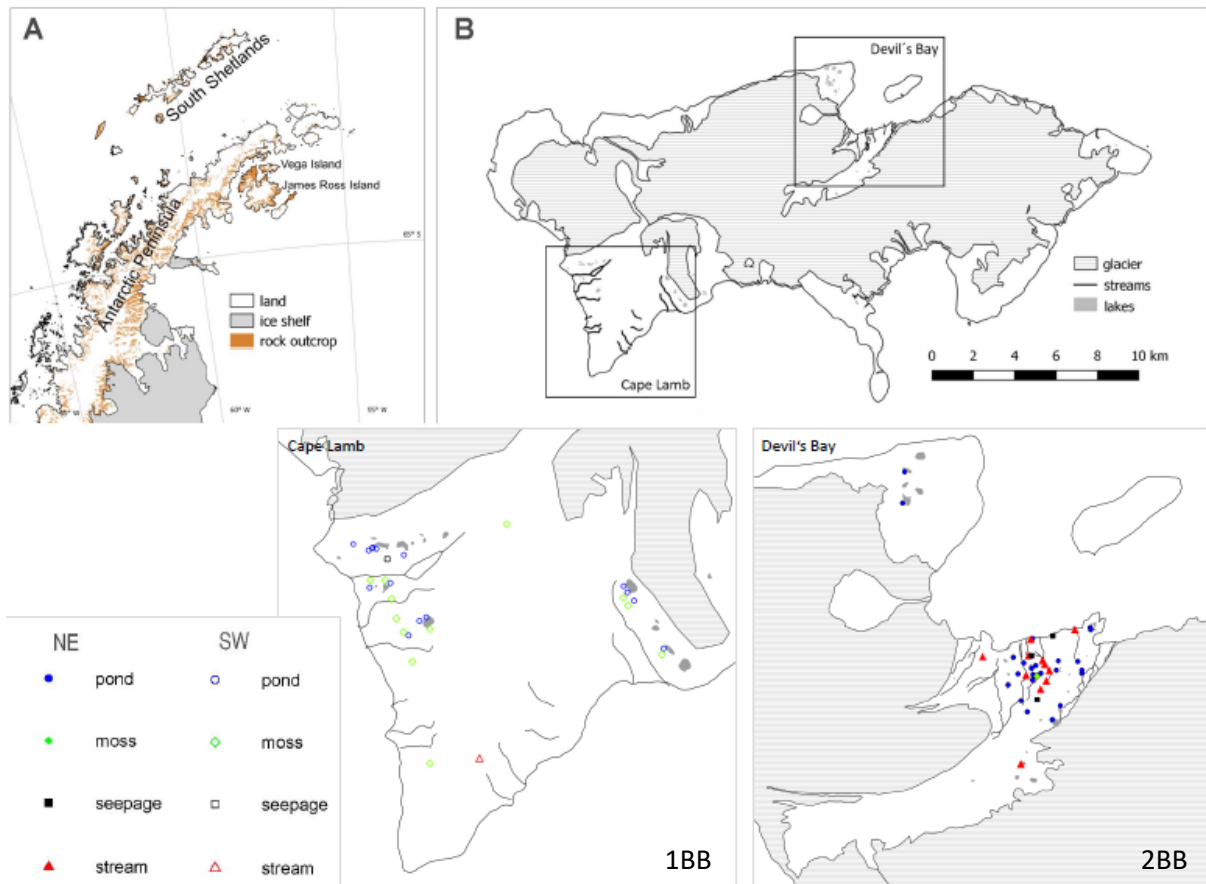 A
South Shetlands
Vega Island
James Ross Island
Antarctic Peninsula
65° S
land
ice shelf
rock outcrop
60° W
55° W
B
Devil´s Bay
glacier
streams
lakes
0 2 4 6 8 10 km
Cape Lamb
Cape Lamb
Devil's Bay
NE SW
pond pond
moss moss
seepage seepage
stream stream
1BB
2BB